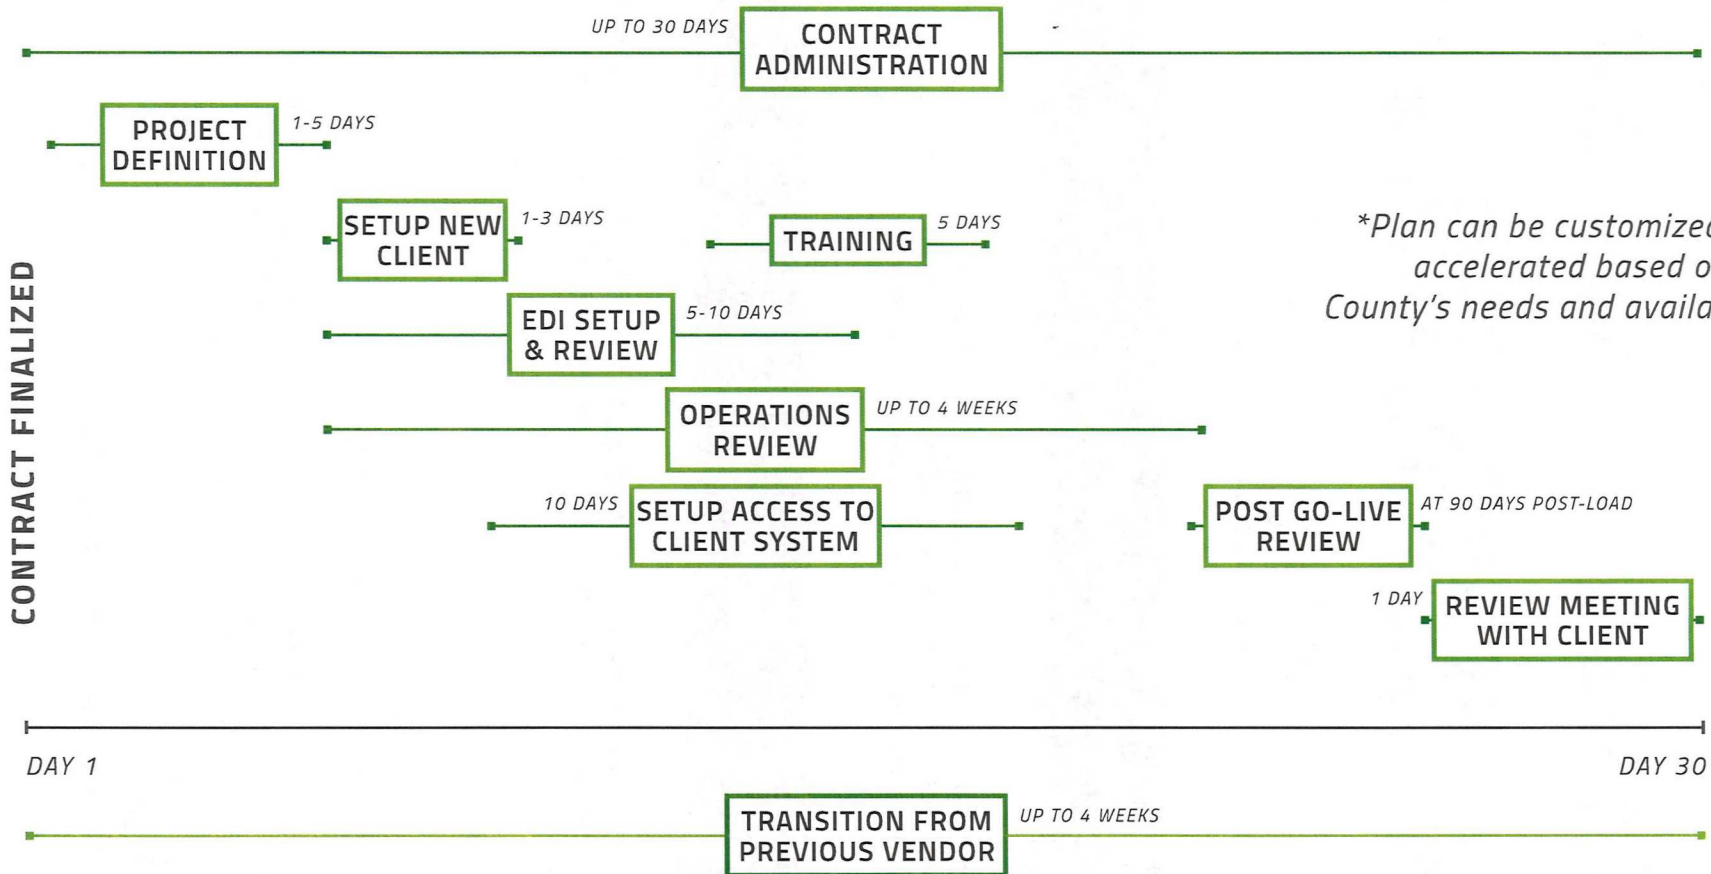 UP TO 30 DAYS
CONTRACT
ADMINISTRATION
PROJECT
DEFINITION
1-5 DAYS
SETUP NEW
CLIENT
1-3 DAYS
TRAINING
5 DAYS
*Plan can be customized
accelerated based o
County's needs and availa
CONTRACT FINALIZED
EDI SETUP
& REVIEW
5-10 DAYS
OPERATIONS
REVIEW
UP TO 4 WEEKS
10 DAYS
SETUP ACCESS TO
CLIENT SYSTEM
POST GO-LIVE
REVIEW
AT 90 DAYS POST-LOAD
1 DAY
REVIEW MEETING
WITH CLIENT
DAY 1
DAY 30
TRANSITION FROM
PREVIOUS VENDOR
UP TO 4 WEEKS